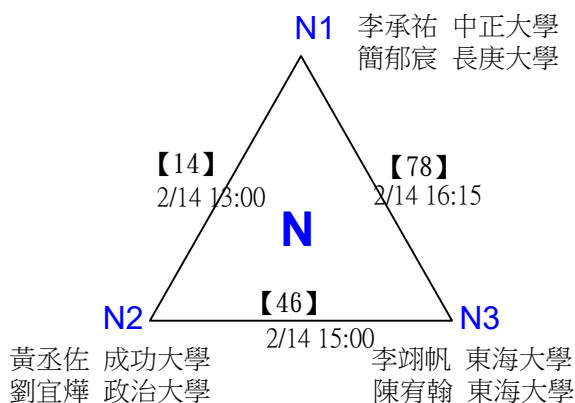 N1
李承祐 中正大學
簡郁宸 長庚大學
【14】
2/14 13:00
【78】
2/14 16:15
N
【46】
2/14 15:00
N2
黃丞佐 成功大學
劉宜燁 政治大學
N3
李翊帆 東海大學
陳宥翰 東海大學